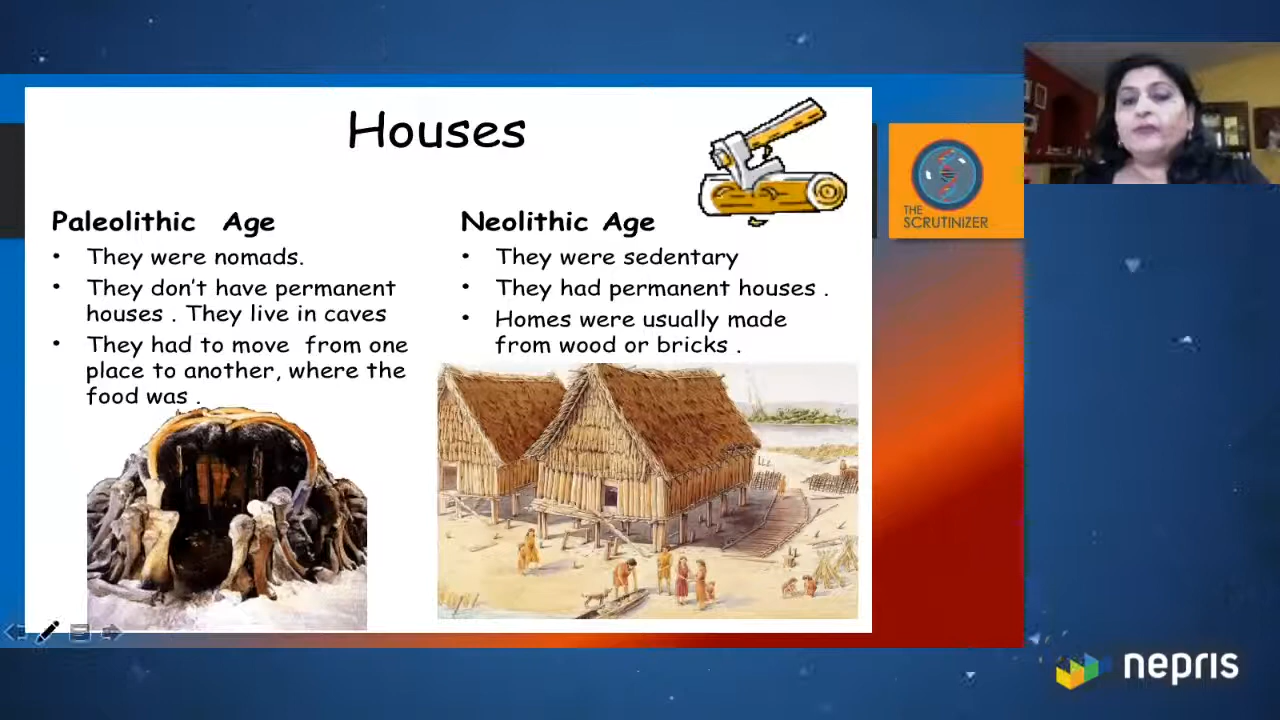 Houses
Paleolithic Age
• They were nomads.
• They don't have permanent
houses . They live in caves
• They had to move from one
place to another, where the
food was .
Neolithic Age
• They were sedentary
• They had permanent houses .
• Homes were usually made
from wood or bricks .
THE
SCRUTINIZER
nepris